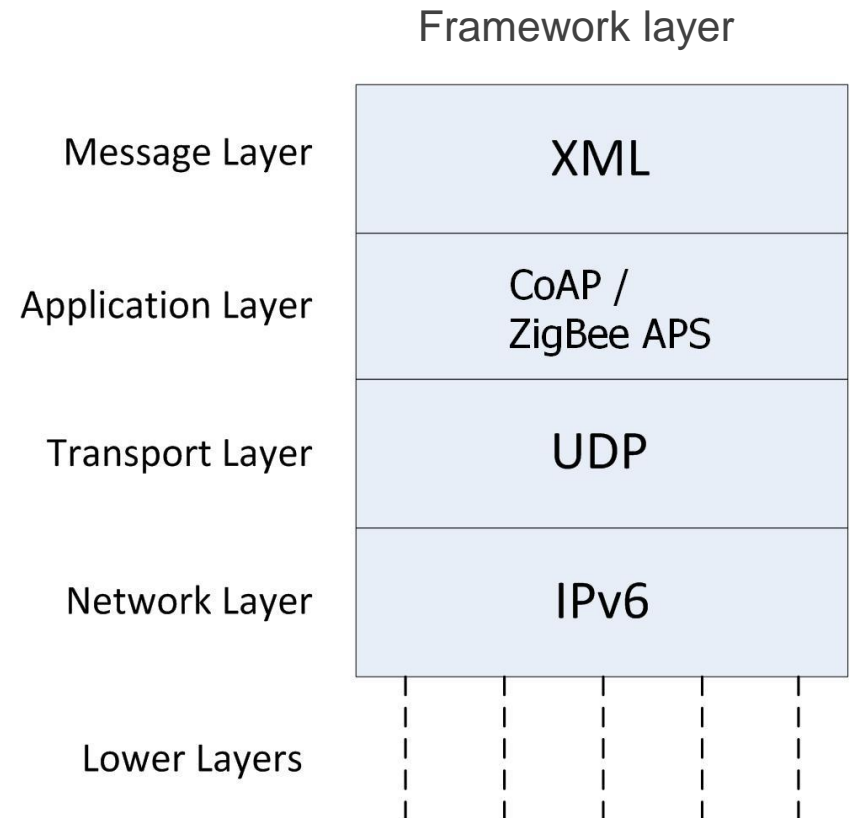 Framework layer
Message Layer
XML
Application Layer
CoAP /
ZigBee APS
Transport Layer
UDP
Network Layer
IPv6
Lower Layers